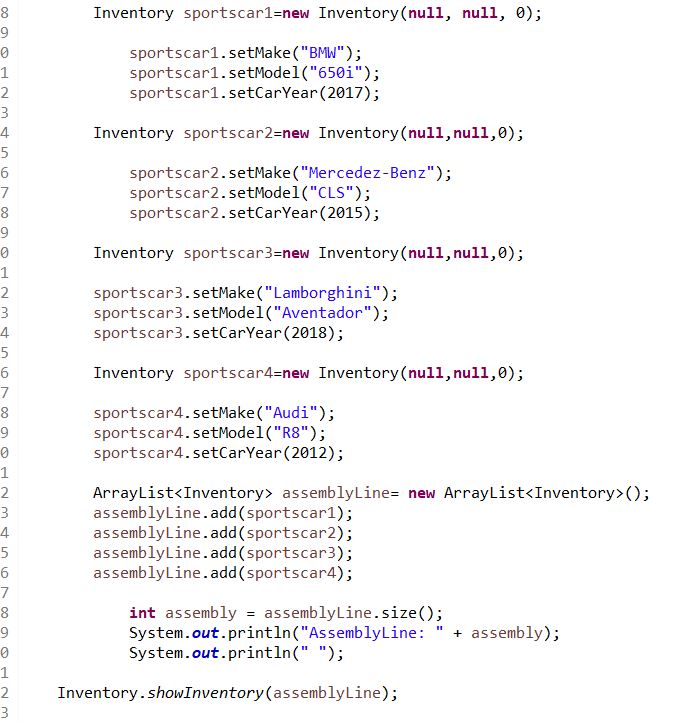 8 Inventory sportscar1=new Inventory(null, null, 0);
9
0 sportscar1.setMake("BMW");
1 sportscar1.setModel("650i");
2 sportscar1.setCarYear(2017);
3
4 Inventory sportscar2=new Inventory(null,null,0);
5
6 sportscar2.setMake("Mercedez-Benz");
7 sportscar2.setModel("CLS");
8 sportscar2.setCarYear(2015);
9
0 Inventory sportscar3=new Inventory(null,null,0);
1
2 sportscar3.setMake("Lamborghini");
3 sportscar3.setModel("Aventador");
4 sportscar3.setCarYear(2018);
5
6 Inventory sportscar4=new Inventory(null,null,0);
7
8 sportscar4.setMake("Audi");
9 sportscar4.setModel("R8");
0 sportscar4.setCarYear(2012);
1
2 ArrayList<Inventory> assemblyLine= new ArrayList<Inventory>();
3 assemblyLine.add(sportscar1);
4 assemblyLine.add(sportscar2);
5 assemblyLine.add(sportscar3);
6 assemblyLine.add(sportscar4);
7
8 int assembly = assemblyLine.size();
9 System.out.println("AssemblyLine: " + assembly);
0 System.out.println(" ");
1
2 Inventory.showInventory(assemblyLine);
3